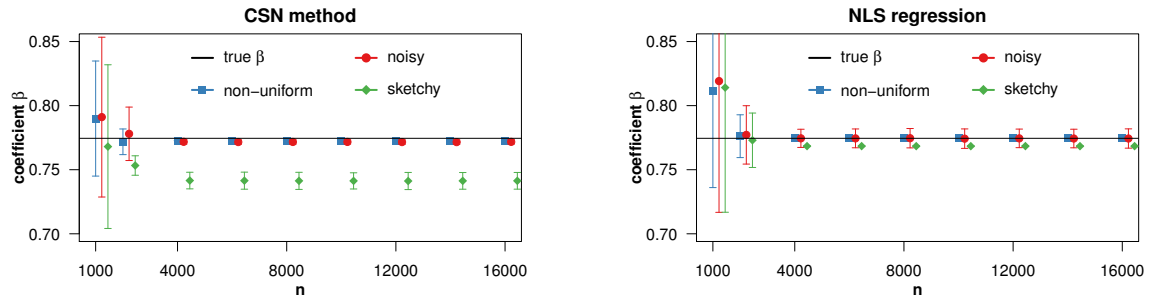 CSN method
coefficient β
0.85
0.80
0.75
0.70
true β
non−uniform
noisy
sketchy
1000
4000
8000
12000
16000
n
NLS regression
coefficient β
0.85
0.80
0.75
0.70
true β
non−uniform
noisy
sketchy
1000
4000
8000
12000
16000
n